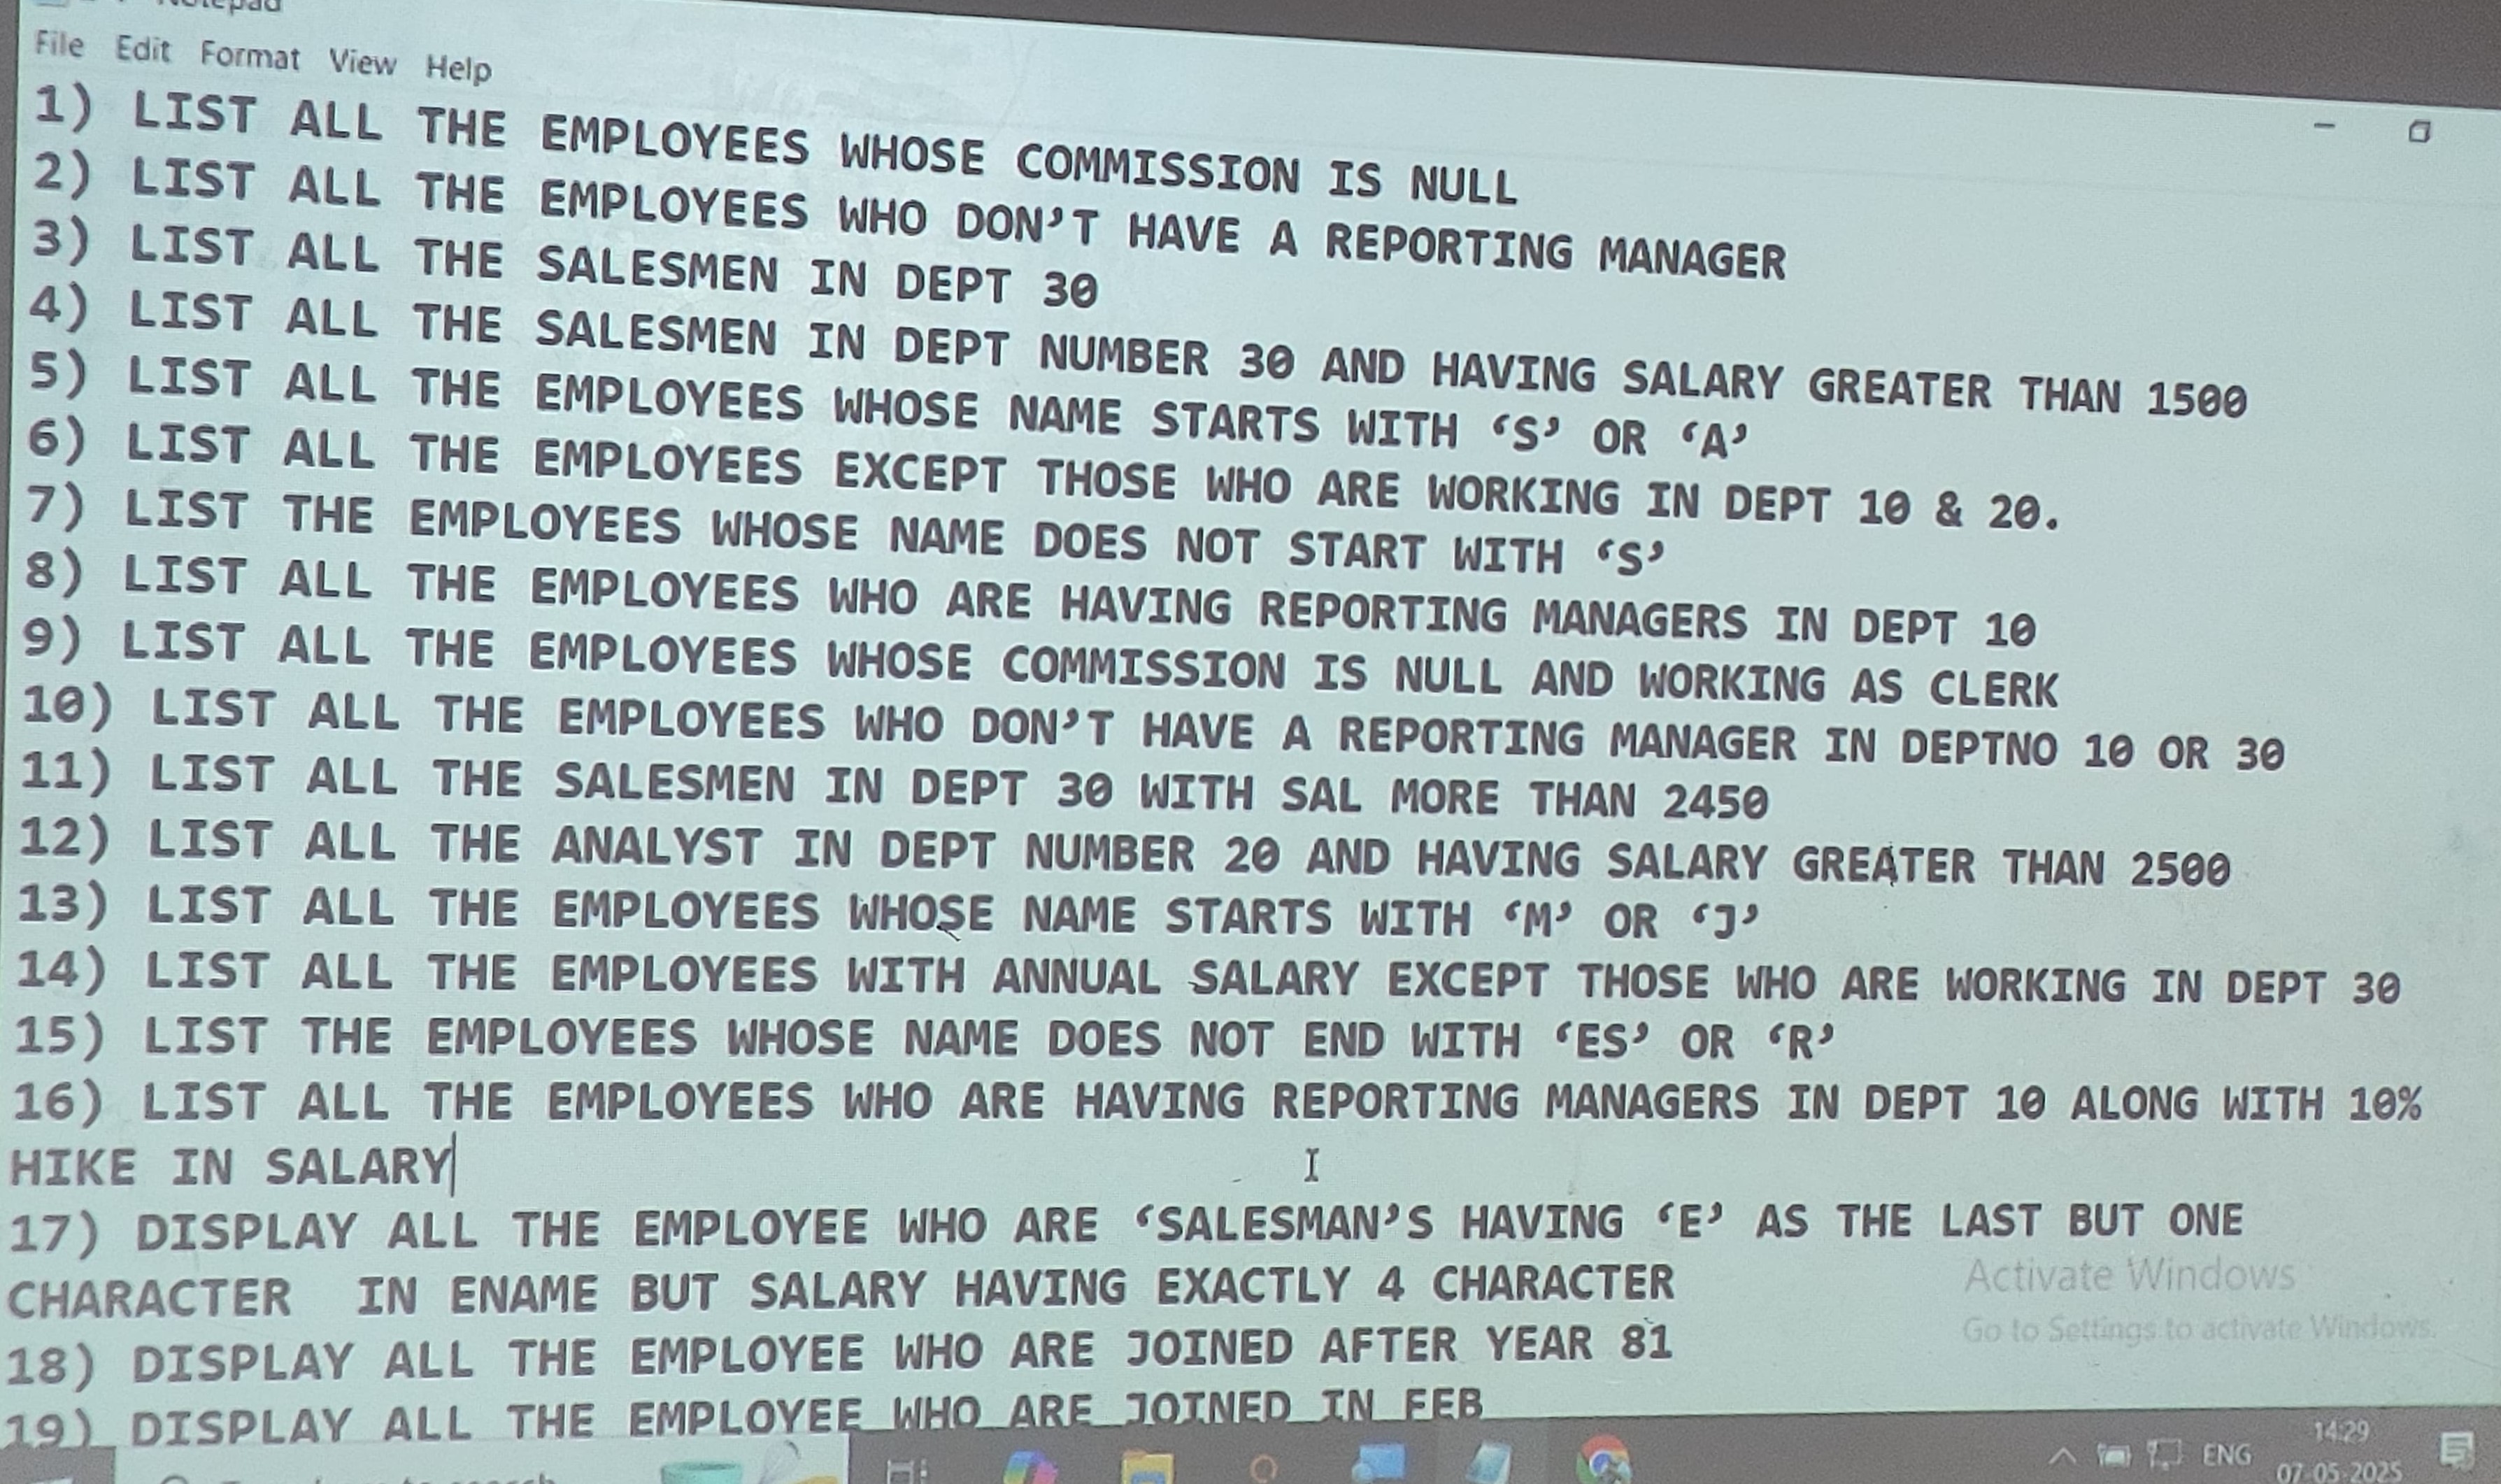 Notepad
File Edit Format View Help
1) LIST ALL THE EMPLOYEES WHOSE COMMISSION IS NULL
2) LIST ALL THE EMPLOYEES WHO DON’T HAVE A REPORTING MANAGER
3) LIST ALL THE SALESMEN IN DEPT 30
4) LIST ALL THE SALESMEN IN DEPT NUMBER 30 AND HAVING SALARY GREATER THAN 1500
5) LIST ALL THE EMPLOYEES WHOSE NAME STARTS WITH ‘S’ OR ‘A’
6) LIST ALL THE EMPLOYEES EXCEPT THOSE WHO ARE WORKING IN DEPT 10 & 20.
7) LIST THE EMPLOYEES WHOSE NAME DOES NOT START WITH ‘S’
8) LIST ALL THE EMPLOYEES WHO ARE HAVING REPORTING MANAGERS IN DEPT 10
9) LIST ALL THE EMPLOYEES WHOSE COMMISSION IS NULL AND WORKING AS CLERK
10) LIST ALL THE EMPLOYEES WHO DON’T HAVE A REPORTING MANAGER IN DEPTNO 10 OR 30
11) LIST ALL THE SALESMEN IN DEPT 30 WITH SAL MORE THAN 2450
12) LIST ALL THE ANALYST IN DEPT NUMBER 20 AND HAVING SALARY GREATER THAN 2500
13) LIST ALL THE EMPLOYEES WHOSE NAME STARTS WITH ‘M’ OR ‘J’
14) LIST ALL THE EMPLOYEES WITH ANNUAL SALARY EXCEPT THOSE WHO ARE WORKING IN DEPT 30
15) LIST THE EMPLOYEES WHOSE NAME DOES NOT END WITH ‘ES’ OR ‘R’
16) LIST ALL THE EMPLOYEES WHO ARE HAVING REPORTING MANAGERS IN DEPT 10 ALONG WITH 10%
HIKE IN SALARY
17) DISPLAY ALL THE EMPLOYEE WHO ARE ‘SALESMAN’S HAVING ‘E’ AS THE LAST BUT ONE
CHARACTER  IN ENAME BUT SALARY HAVING EXACTLY 4 CHARACTER
18) DISPLAY ALL THE EMPLOYEE WHO ARE JOINED AFTER YEAR 81
19) DISPLAY ALL THE EMPLOYEE WHO ARE JOINED IN FEB
Activate Windows
Go to Settings to activate Windows.
ENG
14:29
07-05-2025